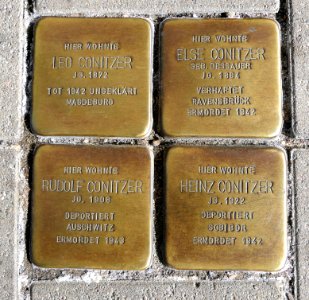 HIER WOHNTE
LEO CONITZER
JG. 1872
TOT 1942 UNGEKLÄRT
MAGDEBURG
HIER WOHNTE
ELSE CONITZER
GEB. DESSAUER
JG. 1884
VERHAFTET
RAVENSBRÜCK
ERMORDET 1942
HIER WOHNTE
RUDOLF CONITZER
JG. 1908
DEPORTIERT
AUSCHWITZ
ERMORDET 1943
HIER WOHNTE
HEINZ CONITZER
JG. 1922
DEPORTIERT
SOBIBOR
ERMORDET 1942